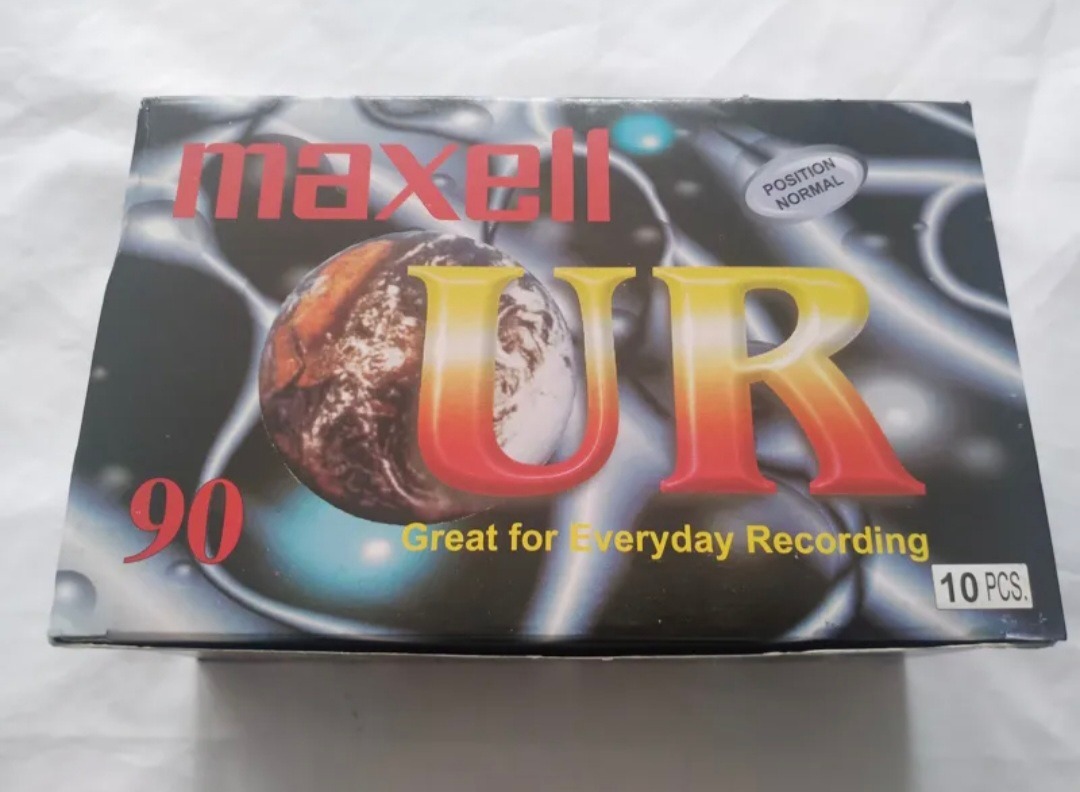 maxell
POSITION
NORMAL
UR
90
Great for Everyday Recording
10 PCS.